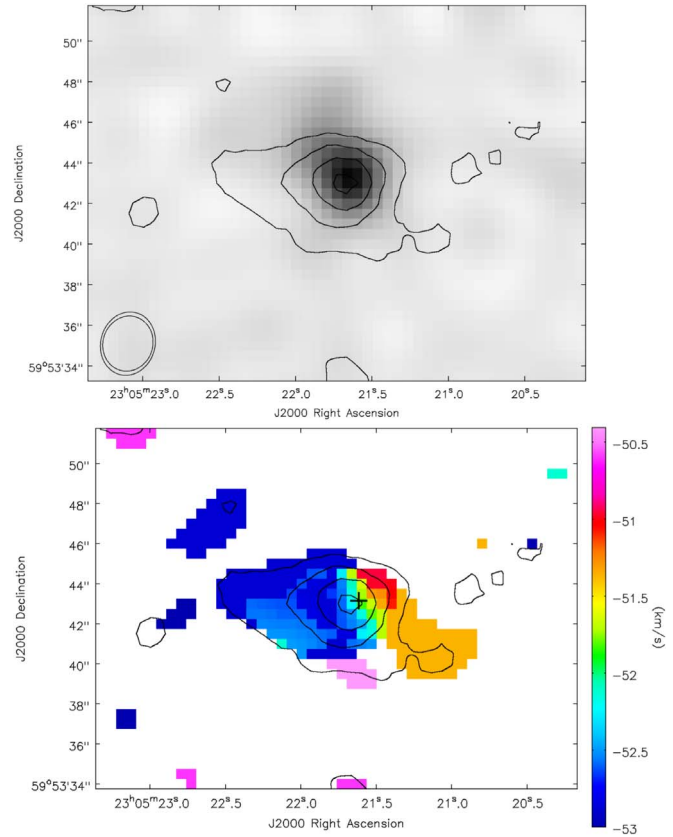 50"
48"
46"
44"
42"
40"
38"
36"
59°53'34"
J2000 Declination
23ʰ05ᵐ23ˢ.0
22ˢ.5
22ˢ.0
21ˢ.5
21ˢ.0
20ˢ.5
J2000 Right Ascension
50"
48"
46"
44"
42"
40"
38"
36"
59°53'34"
J2000 Declination
23ʰ05ᵐ23ˢ.0
22ˢ.5
22ˢ.0
21ˢ.5
21ˢ.0
20ˢ.5
J2000 Right Ascension
−50.5
−51
−51.5
−52
−52.5
−53
(km/s)